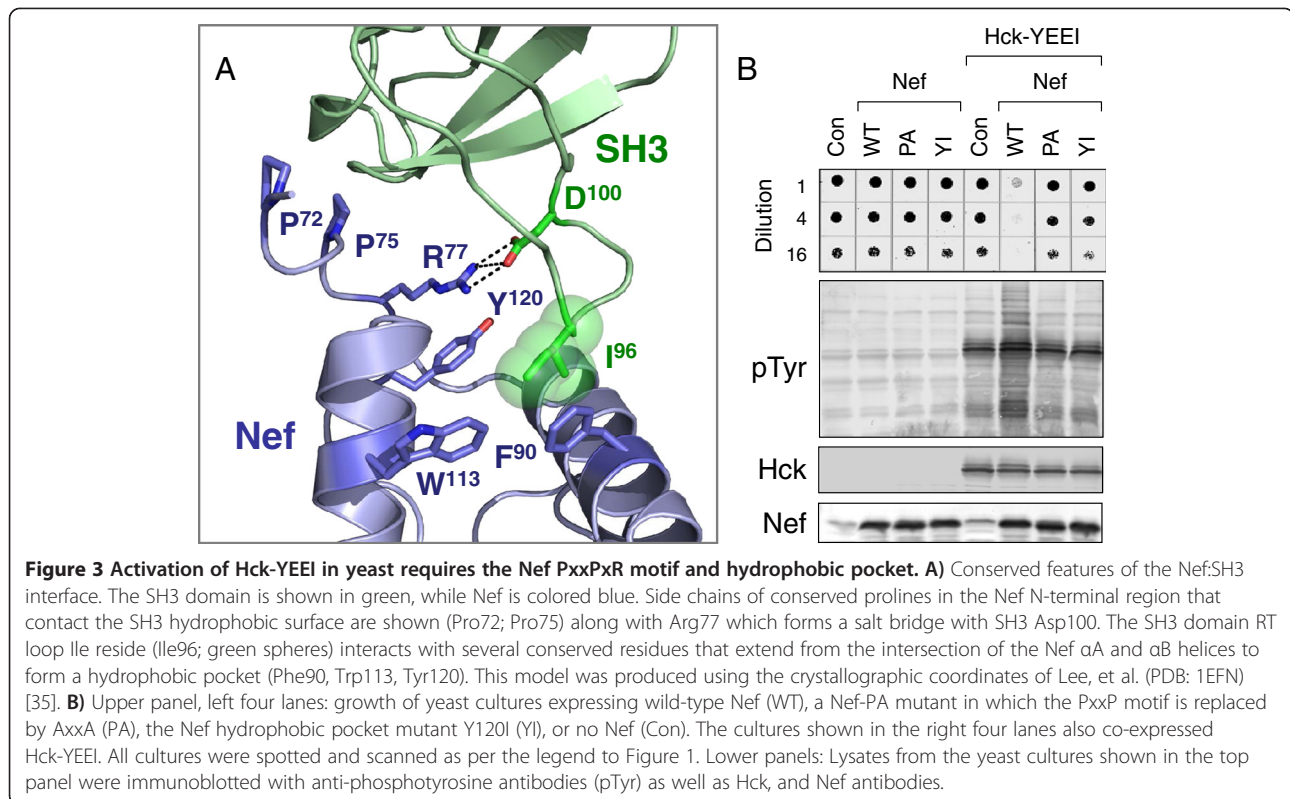 A
SH3
D100
P72
P75
R77
Y120
I96
Nef
F90
W113
B
Hck-YEEI
Nef
Nef
Con
WT
PA
YI
Con
WT
PA
YI
Dilution
1
4
16
pTyr
Hck
Nef
Figure 3 Activation of Hck-YEEI in yeast requires the Nef PxxPxR motif and hydrophobic pocket. A) Conserved features of the Nef:SH3
interface. The SH3 domain is shown in green, while Nef is colored blue. Side chains of conserved prolines in the Nef N-terminal region that
contact the SH3 hydrophobic surface are shown (Pro72; Pro75) along with Arg77 which forms a salt bridge with SH3 Asp100. The SH3 domain RT
loop Ile reside (Ile96; green spheres) interacts with several conserved residues that extend from the intersection of the Nef αA and αB helices to
form a hydrophobic pocket (Phe90, Trp113, Tyr120). This model was produced using the crystallographic coordinates of Lee, et al. (PDB: 1EFN)
[35]. B) Upper panel, left four lanes: growth of yeast cultures expressing wild-type Nef (WT), a Nef-PA mutant in which the PxxP motif is replaced
by AxxA (PA), the Nef hydrophobic pocket mutant Y120I (YI), or no Nef (Con). The cultures shown in the right four lanes also co-expressed
Hck-YEEI. All cultures were spotted and scanned as per the legend to Figure 1. Lower panels: Lysates from the yeast cultures shown in the top
panel were immunoblotted with anti-phosphotyrosine antibodies (pTyr) as well as Hck, and Nef antibodies.